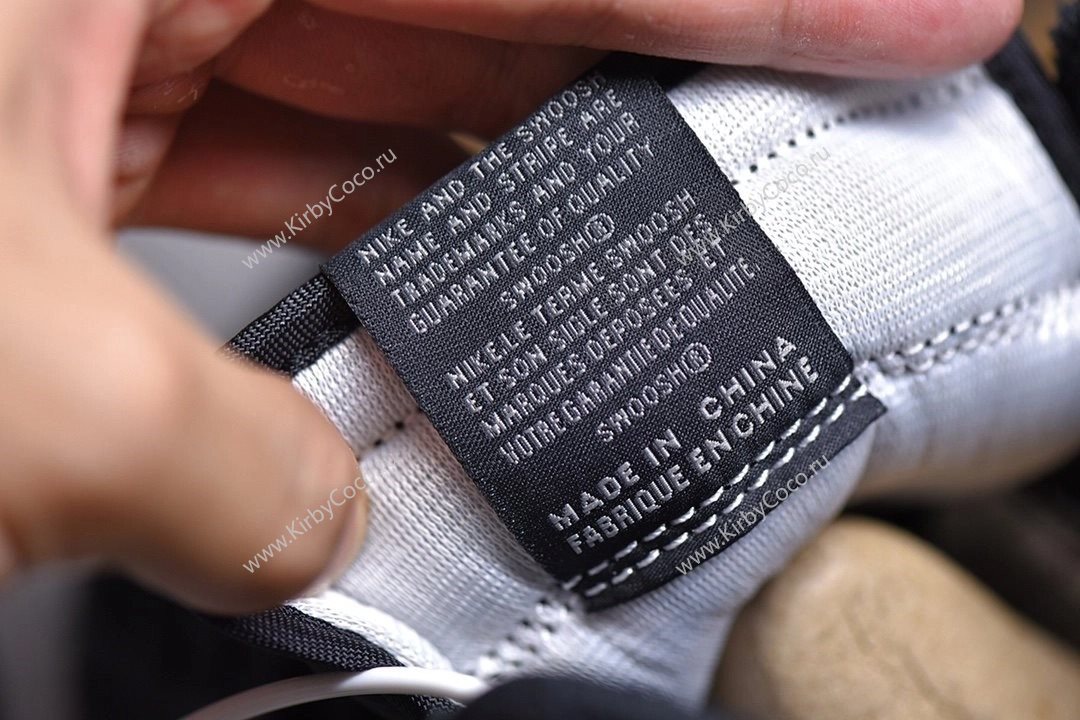 NIKE AND THE SWOOSH
NAME AND STRIPE ARE
TRADEMARKS AND YOUR
GUARANTEE OF QUALITY
SWOOSH®
NIKE.LE TERME SWOOSH
ET SON SIGLE SONT DES
MARQUES DEPOSEES ET
VOTRE GARANTIE DE QUALITE
SWOOSH®
MADE IN CHINA
FABRIQUE EN CHINE
www.KirbyCoco.ru
www.KirbyCoco.ru
www.KirbyCoco.ru
www.KirbyCoco.ru